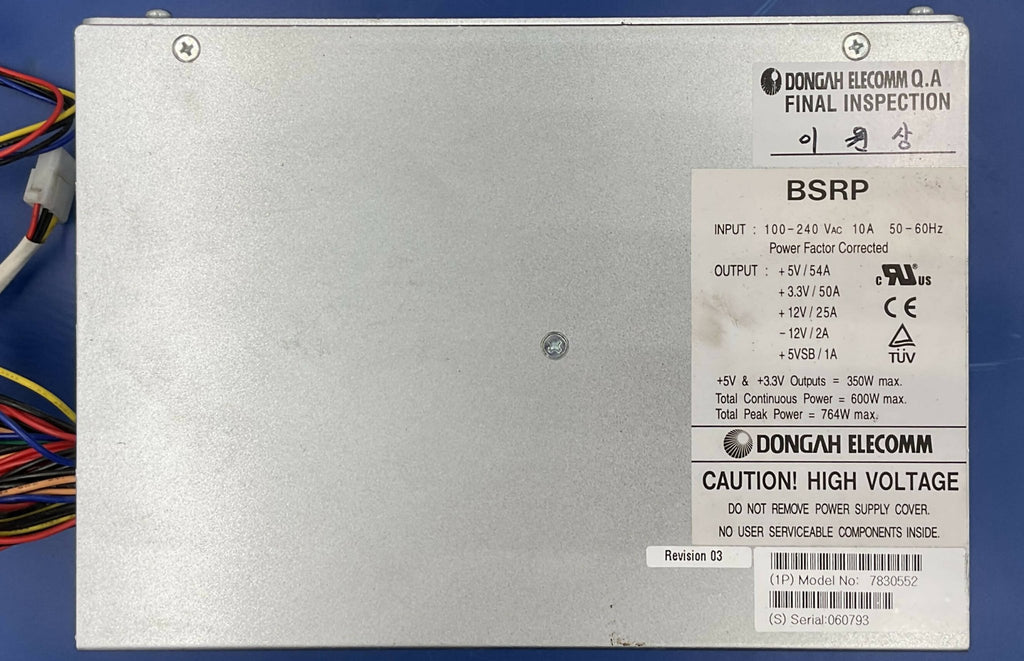 DONGAH ELECOMM Q.A
FINAL INSPECTION
이 원 상
BSRP
INPUT : 100-240 VAC 10A 50-60Hz
Power Factor Corrected
OUTPUT : +5V/54A
+3.3V/50A
+12V/25A
-12V/2A
+5VSB/1A
c RU® US
CE
TÜV
+5V & +3.3V Outputs = 350W max.
Total Continuous Power = 600W max.
Total Peak Power = 764W max.
DONGAH ELECOMM
CAUTION! HIGH VOLTAGE
DO NOT REMOVE POWER SUPPLY COVER.
NO USER SERVICEABLE COMPONENTS INSIDE.
Revision 03
(1P) Model No: 7830552
(S) Serial:060793